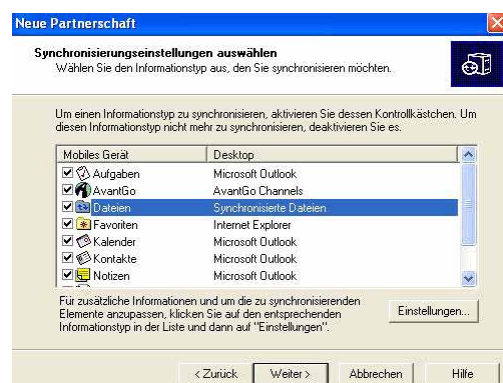 Neue Partnerschaft
Synchronisierungseinstellungen auswählen
Wählen Sie den Informationstyp aus, den Sie synchronisieren möchten.
Um einen Informationstyp zu synchronisieren, aktivieren Sie dessen Kontrollkästchen. Um
diesen Informationstyp nicht mehr zu synchronisieren, deaktivieren Sie es.
Mobiles Gerät Desktop
Aufgaben Microsoft Outlook
AvantGo AvantGo Channels
Dateien Synchronisierte Dateien
Favoriten Internet Explorer
Kalender Microsoft Outlook
Kontakte Microsoft Outlook
Notizen Microsoft Outlook
Für zusätzliche Informationen und um die zu synchronisierenden
Elemente anzupassen, klicken Sie auf den entsprechenden
Informationstyp in der Liste und dann auf "Einstellungen".
Einstellungen...
< Zurück Weiter > Abbrechen Hilfe